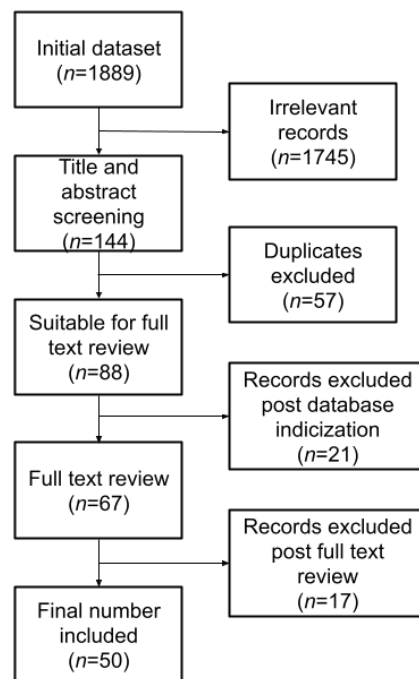 Initial dataset
(n=1889)
Irrelevant
records
(n=1745)
Title and
abstract
screening
(n=144)
Duplicates
excluded
(n=57)
Suitable for full
text review
(n=88)
Records excluded
post database
indicization
(n=21)
Full text review
(n=67)
Records excluded
post full text
review
(n=17)
Final number
included
(n=50)